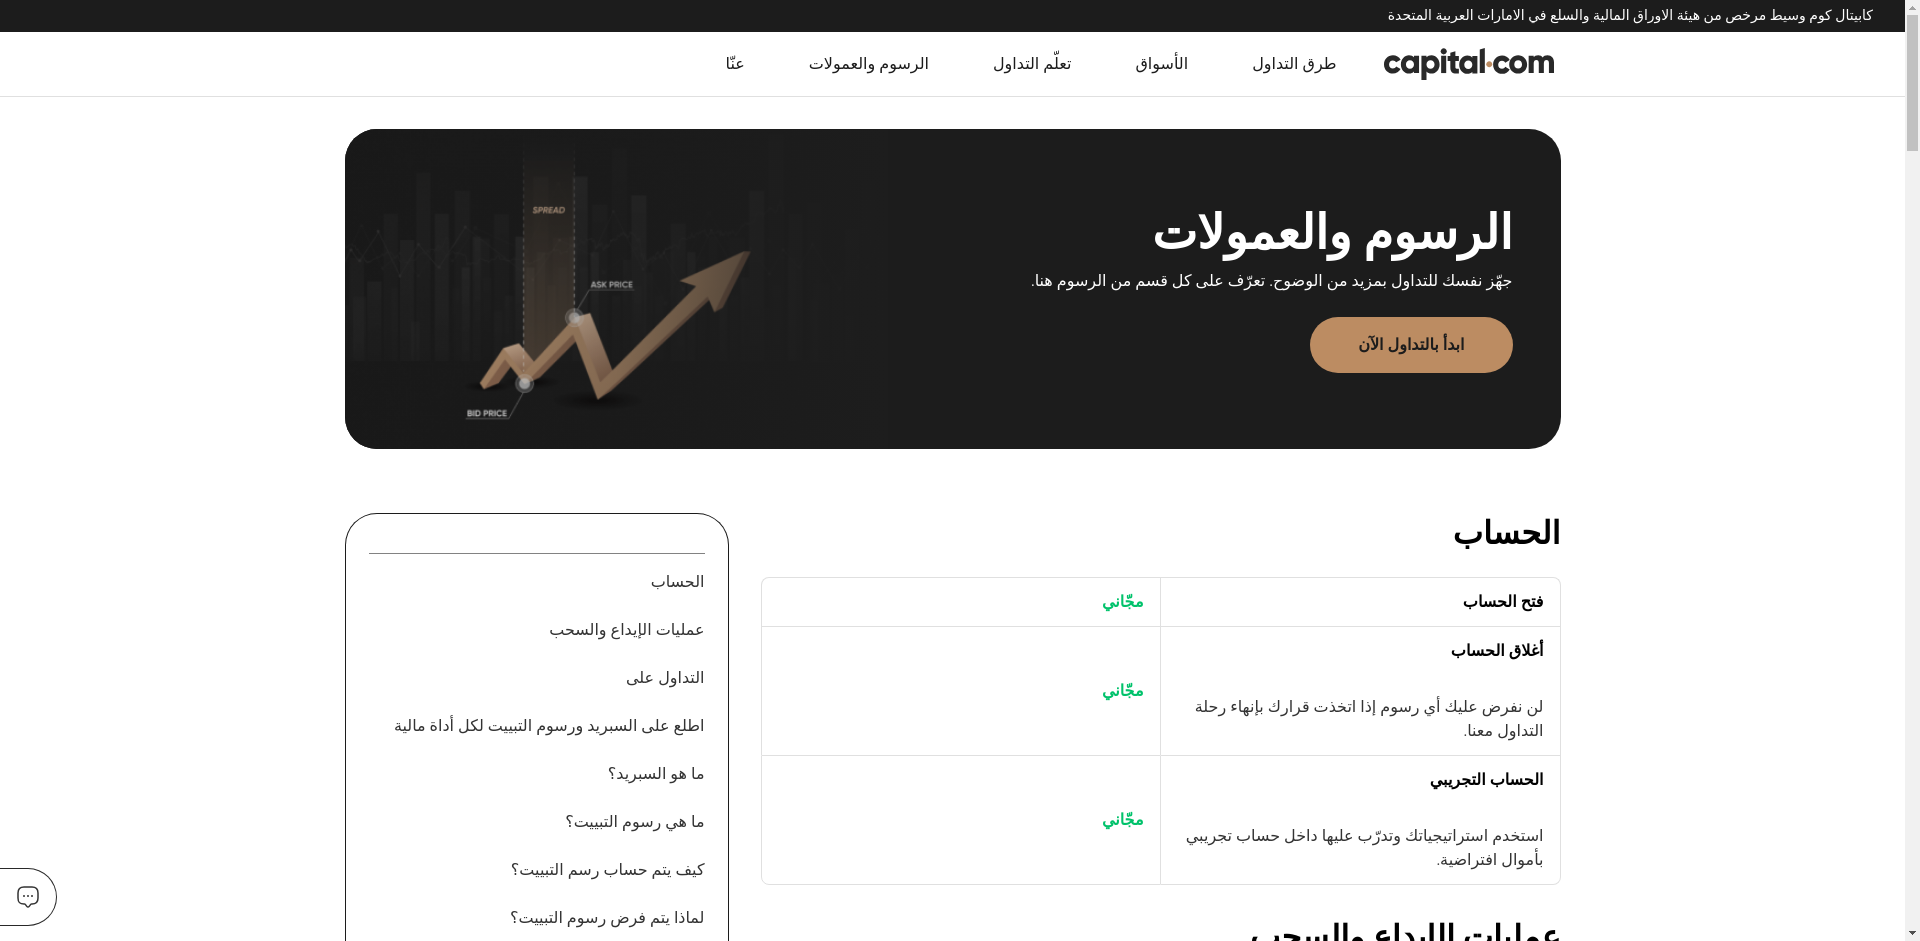 كابيتال كوم وسيط مرخص من هيئة الاوراق المالية والسلع في الامارات العربية المتحدة
capital.com
طرق التداول
الأسواق
تعلّم التداول
الرسوم والعمولات
عنّا
الرسوم والعمولات
جهّز نفسك للتداول بمزيد من الوضوح. تعرّف على كل قسم من الرسوم هنا.
ابدأ بالتداول الآن
SPREAD
ASK PRICE
BID PRICE
الحساب
فتح الحساب
مجّاني
أغلاق الحساب
لن نفرض عليك أي رسوم إذا اتخذت قرارك بإنهاء رحلة
التداول معنا.
مجّاني
الحساب التجريبي
استخدم استراتيجياتك وتدرّب عليها داخل حساب تجريبي
بأموال افتراضية.
مجّاني
عمليات الإيداع والسحب
الحساب
عمليات الإيداع والسحب
التداول على
اطلع على السبريد ورسوم التبييت لكل أداة مالية
ما هو السبريد؟
ما هي رسوم التبييت؟
كيف يتم حساب رسم التبييت؟
لماذا يتم فرض رسوم التبييت؟